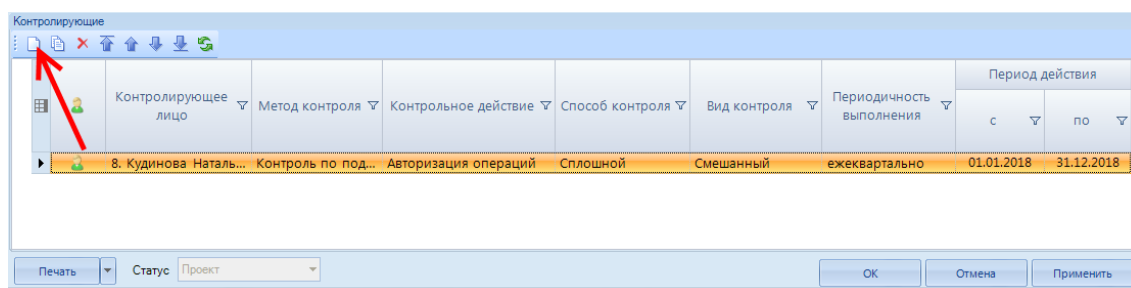 Контролирующие
Период действия
Контролирующее
лицо
Метод контроля
Контрольное действие
Способ контроля
Вид контроля
Периодичность
выполнения
с
по
8. Кудинова Наталь... Контроль по под... Авторизация операций Сплошной Смешанный ежеквартально 01.01.2018 31.12.2018
Печать Статус Проект ОК Отмена Применить